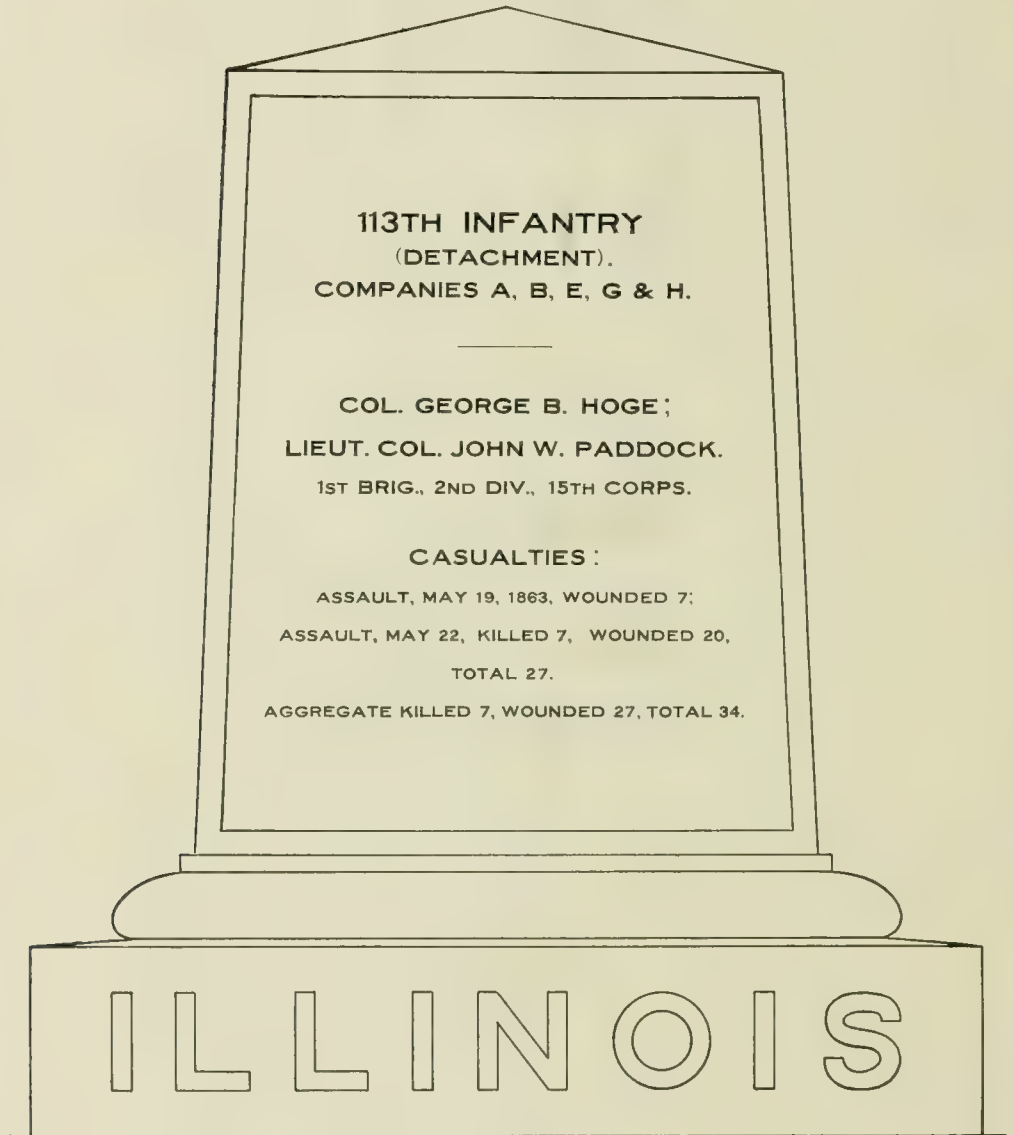 113TH INFANTRY
(DETACHMENT).
COMPANIES A, B, E, G & H.
COL. GEORGE B. HOGE;
LIEUT. COL. JOHN W. PADDOCK.
1ST BRIG., 2ND DIV., 15TH CORPS.
CASUALTIES:
ASSAULT, MAY 19, 1863, WOUNDED 7;
ASSAULT, MAY 22, KILLED 7, WOUNDED 20,
TOTAL 27.
AGGREGATE KILLED 7, WOUNDED 27, TOTAL 34.
ILLINOIS